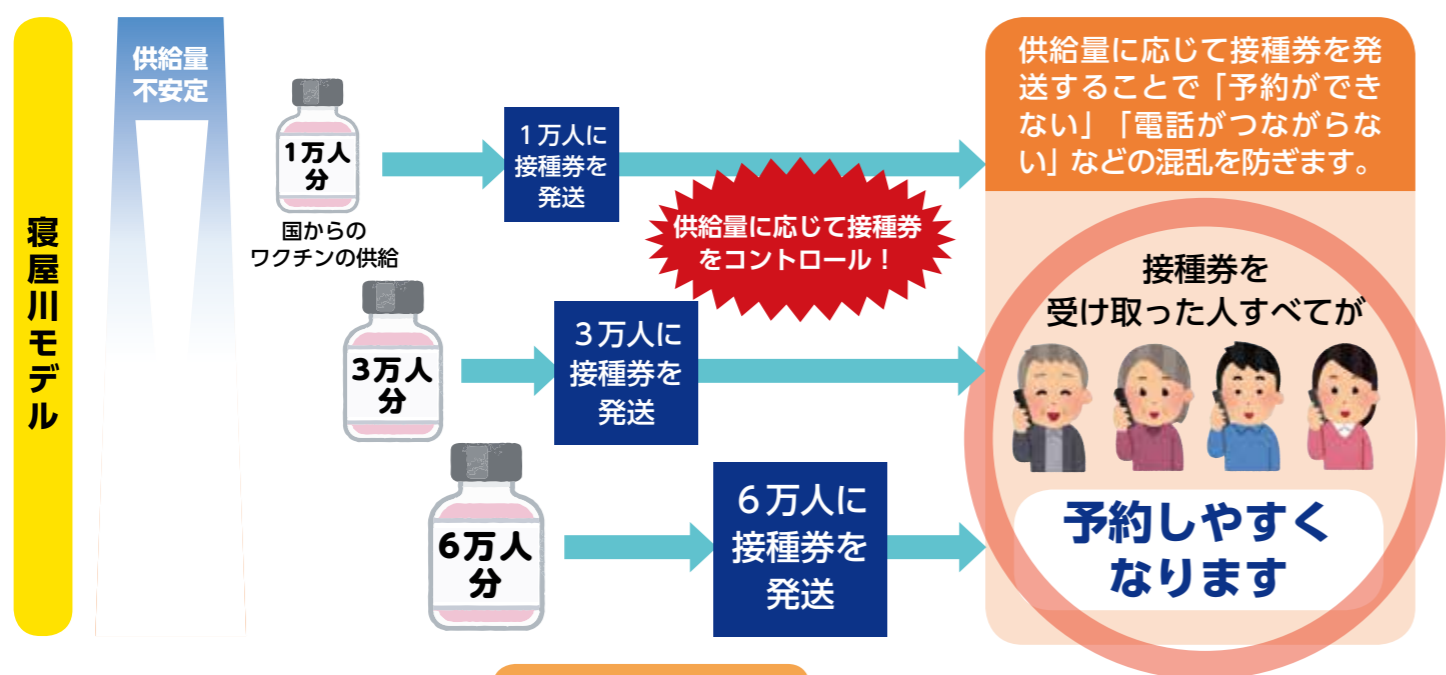 寝屋川モデル
供給量
不安定
1万人
分
国からの
ワクチンの供給
1万人に
接種券を
発送
供給量に応じて接種券
をコントロール！
3万人
分
3万人に
接種券を
発送
6万人
分
6万人に
接種券を
発送
供給量に応じて接種券を発
送することで「予約ができ
ない」「電話がつながらな
い」などの混乱を防ぎます。
接種券を
受け取った人すべてが
予約しやすく
なります